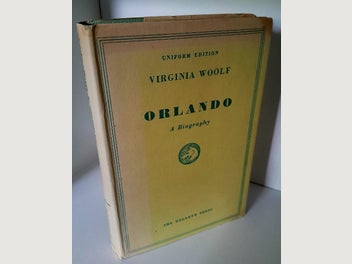 UNIFORM EDITION
VIRGINIA WOOLF
ORLANDO
A Biography
THE HOGARTH PRESS